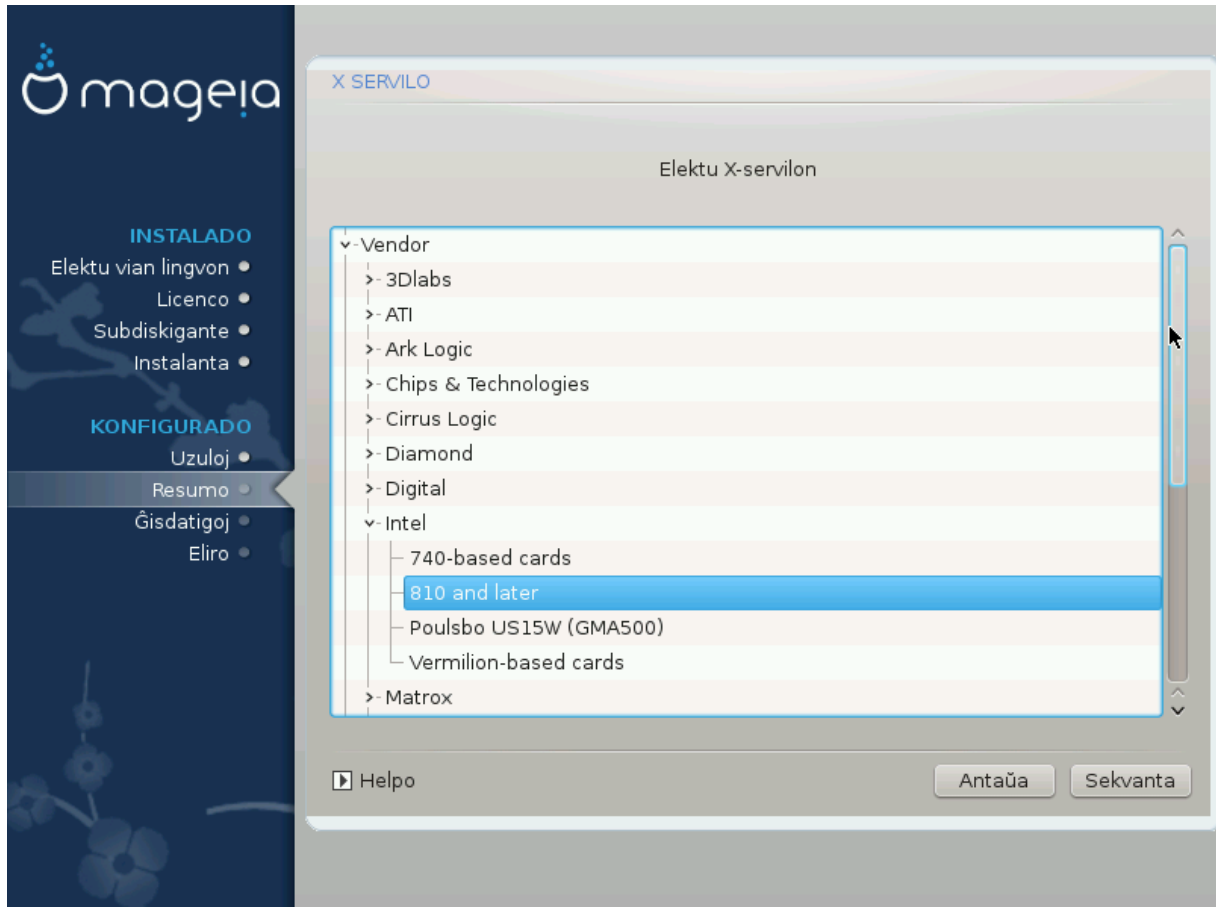 mageia
INSTALADO
Elektu vian lingvon
Licenco
Subdiskigante
Instalanta
KONFIGURADO
Uzuloj
Resumo
Ĝisdatigoj
Eliro
X SERVILO
Elektu X-servilon
Vendor
3Dlabs
ATI
Ark Logic
Chips & Technologies
Cirrus Logic
Diamond
Digital
Intel
740-based cards
810 and later
Poulsbo US15W (GMA500)
Vermilion-based cards
Matrox
Helpo
Antaŭa
Sekvanta